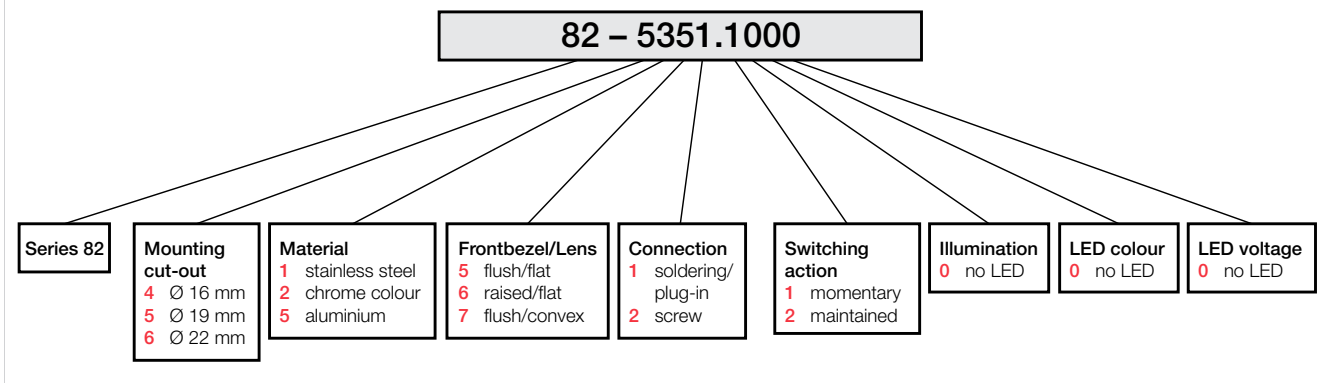 82 – 5351.1000
Series 82
Mounting
cut-out
4 Ø 16 mm
5 Ø 19 mm
6 Ø 22 mm
Material
1 stainless steel
2 chrome colour
5 aluminium
Frontbezel/Lens
5 flush/flat
6 raised/flat
7 flush/convex
Connection
1 soldering/
plug-in
2 screw
Switching
action
1 momentary
2 maintained
Illumination
0 no LED
LED colour
0 no LED
LED voltage
0 no LED